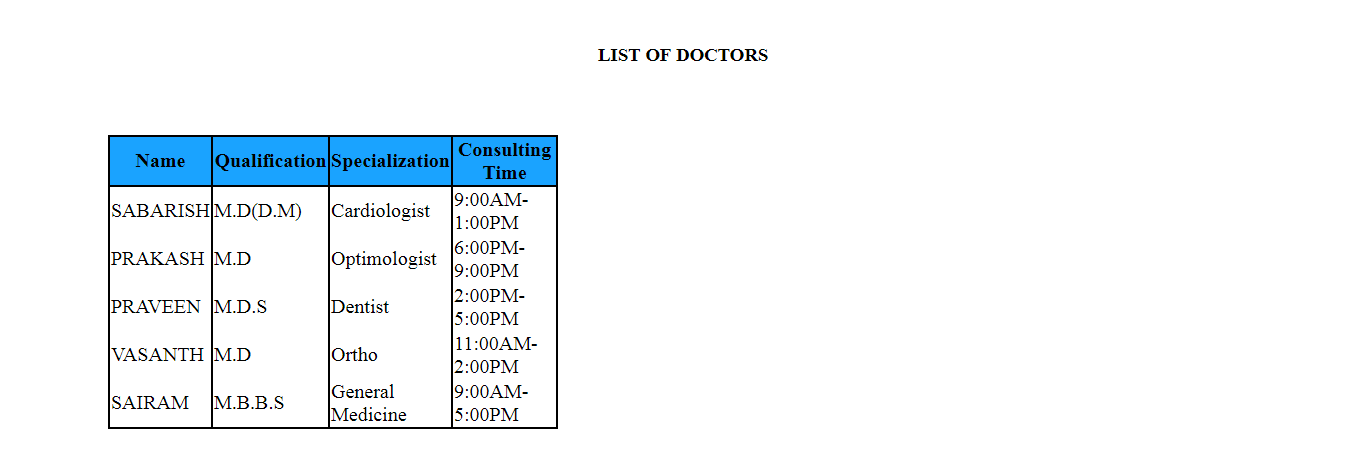 LIST OF DOCTORS
Name Qualification Specialization Consulting Time
SABARISH M.D(D.M) Cardiologist 9:00AM-1:00PM
PRAKASH M.D Optimologist 6:00PM-9:00PM
PRAVEEN M.D.S Dentist 2:00PM-5:00PM
VASANTH M.D Ortho 11:00AM-2:00PM
SAIRAM M.B.B.S General Medicine 9:00AM-5:00PM